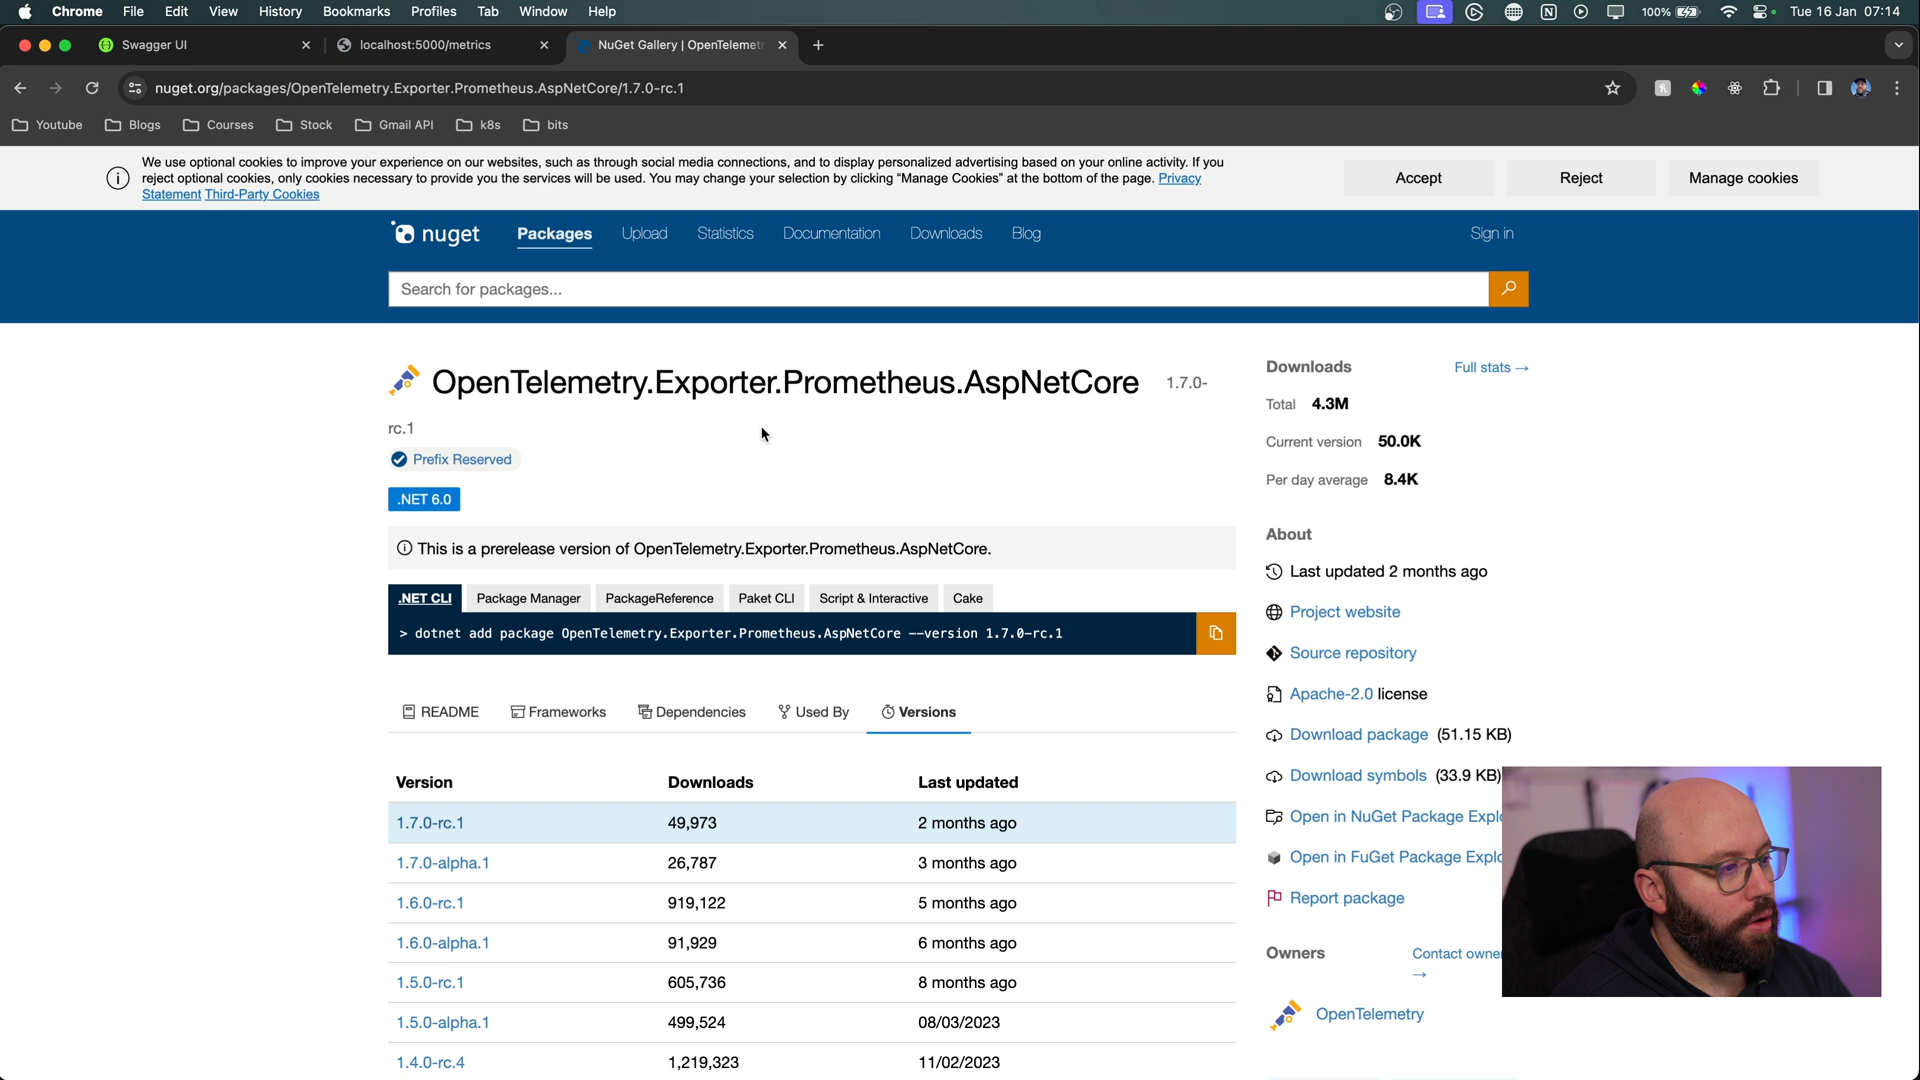 Chrome File Edit View History Bookmarks Profiles Tab Window Help 100% Tue 16 Jan 07:14
Swagger UI localhost:5000/metrics NuGet Gallery | OpenTelemetr
nuget.org/packages/OpenTelemetry.Exporter.Prometheus.AspNetCore/1.7.0-rc.1
Youtube Blogs Courses Stock Gmail API k8s bits
We use optional cookies to improve your experience on our websites, such as through social media connections, and to display personalized advertising based on your online activity. If you
reject optional cookies, only cookies necessary to provide you the services will be used. You may change your selection by clicking “Manage Cookies” at the bottom of the page. Privacy
Statement Third-Party Cookies
Accept Reject Manage cookies
nuget Packages Upload Statistics Documentation Downloads Blog Sign in
Search for packages...
OpenTelemetry.Exporter.Prometheus.AspNetCore 1.7.0-
rc.1
Prefix Reserved
.NET 6.0
This is a prerelease version of OpenTelemetry.Exporter.Prometheus.AspNetCore.
.NET CLI Package Manager PackageReference Paket CLI Script & Interactive Cake
> dotnet add package OpenTelemetry.Exporter.Prometheus.AspNetCore --version 1.7.0-rc.1
README Frameworks Dependencies Used By Versions
Version Downloads Last updated
1.7.0-rc.1 49,973 2 months ago
1.7.0-alpha.1 26,787 3 months ago
1.6.0-rc.1 919,122 5 months ago
1.6.0-alpha.1 91,929 6 months ago
1.5.0-rc.1 605,736 8 months ago
1.5.0-alpha.1 499,524 08/03/2023
1.4.0-rc.4 1,219,323 11/02/2023
Downloads Full stats →
Total 4.3M
Current version 50.0K
Per day average 8.4K
About
Last updated 2 months ago
Project website
Source repository
Apache-2.0 license
Download package (51.15 KB)
Download symbols (33.9 KB)
Open in NuGet Package Explo
Open in FuGet Package Explo
Report package
Owners Contact owner
→
OpenTelemetry